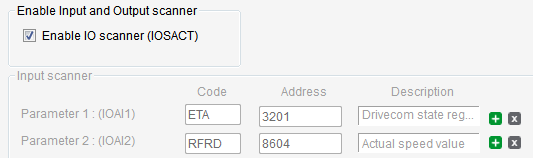 Enable Input and Output scanner
Enable IO scanner (IOSACT)
Input scanner
Code Address Description
Parameter 1 : (IOAI1) ETA 3201 Drivecom state reg...
Parameter 2 : (IOAI2) RFRD 8604 Actual speed value